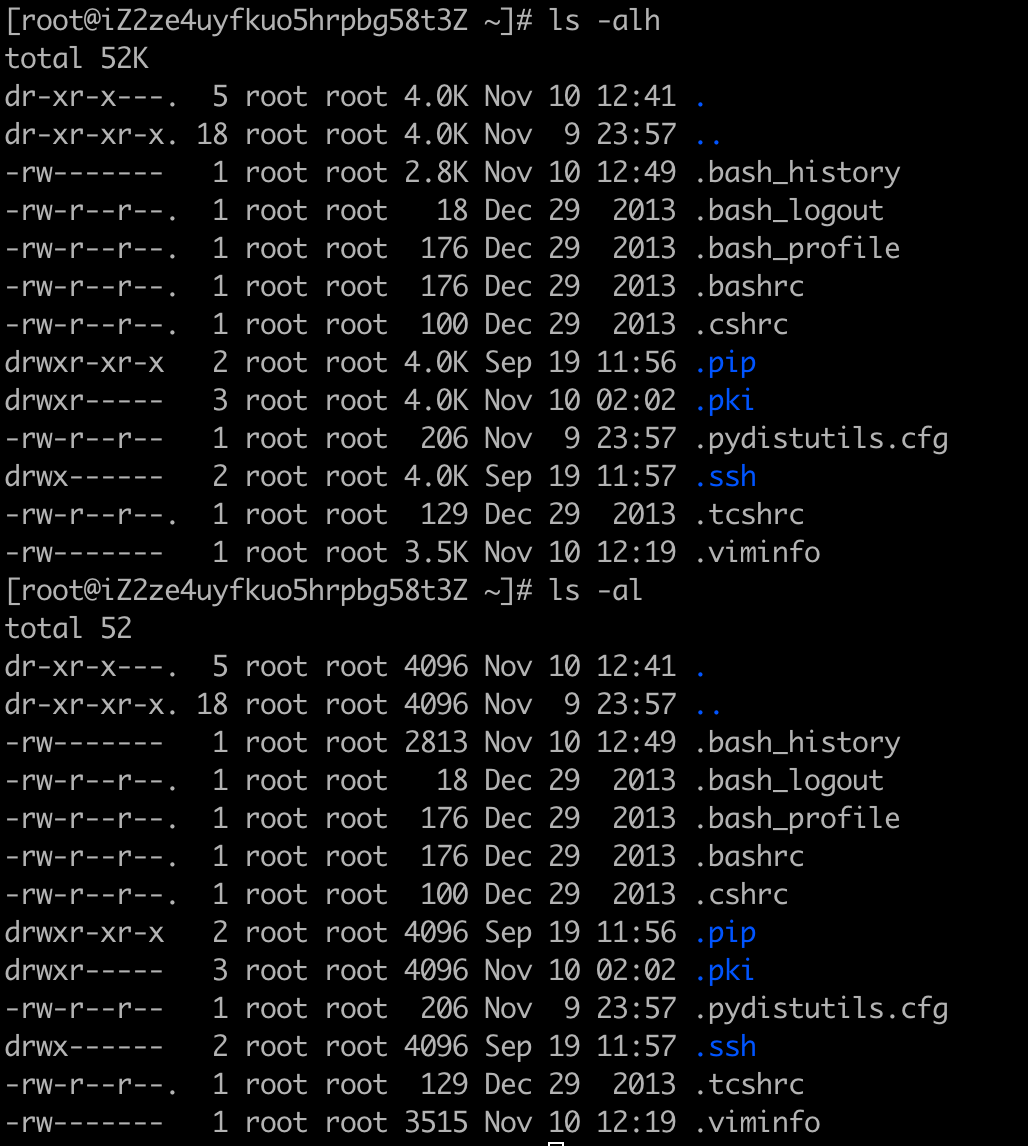 [root@iZ2ze4uyfkuo5hrpbg58t3Z ~]# ls -alh
total 52K
dr-xr-x---.  5 root root 4.0K Nov 10 12:41 .
dr-xr-xr-x. 18 root root 4.0K Nov  9 23:57 ..
-rw-------   1 root root 2.8K Nov 10 12:49 .bash_history
-rw-r--r--.  1 root root   18 Dec 29  2013 .bash_logout
-rw-r--r--.  1 root root  176 Dec 29  2013 .bash_profile
-rw-r--r--.  1 root root  176 Dec 29  2013 .bashrc
-rw-r--r--.  1 root root  100 Dec 29  2013 .cshrc
drwxr-xr-x   2 root root 4.0K Sep 19 11:56 .pip
drwxr-----   3 root root 4.0K Nov 10 02:02 .pki
-rw-r--r--   1 root root  206 Nov  9 23:57 .pydistutils.cfg
drwx------   2 root root 4.0K Sep 19 11:57 .ssh
-rw-r--r--.  1 root root  129 Dec 29  2013 .tcshrc
-rw-------   1 root root 3.5K Nov 10 12:19 .viminfo
[root@iZ2ze4uyfkuo5hrpbg58t3Z ~]# ls -al
total 52
dr-xr-x---.  5 root root 4096 Nov 10 12:41 .
dr-xr-xr-x. 18 root root 4096 Nov  9 23:57 ..
-rw-------   1 root root 2813 Nov 10 12:49 .bash_history
-rw-r--r--.  1 root root   18 Dec 29  2013 .bash_logout
-rw-r--r--.  1 root root  176 Dec 29  2013 .bash_profile
-rw-r--r--.  1 root root  176 Dec 29  2013 .bashrc
-rw-r--r--.  1 root root  100 Dec 29  2013 .cshrc
drwxr-xr-x   2 root root 4096 Sep 19 11:56 .pip
drwxr-----   3 root root 4096 Nov 10 02:02 .pki
-rw-r--r--   1 root root  206 Nov  9 23:57 .pydistutils.cfg
drwx------   2 root root 4096 Sep 19 11:57 .ssh
-rw-r--r--.  1 root root  129 Dec 29  2013 .tcshrc
-rw-------   1 root root 3515 Nov 10 12:19 .viminfo